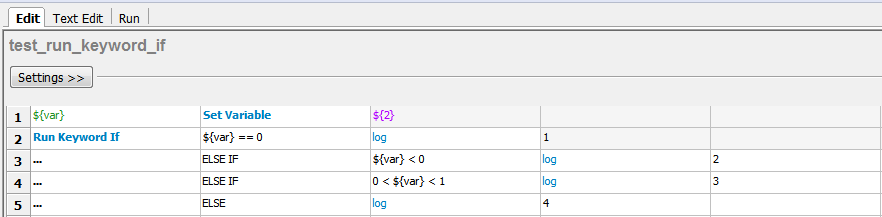 Edit Text Edit Run
test_run_keyword_if
Settings >>
1 ${var} Set Variable ${2}
2 Run Keyword If ${var} == 0 log 1
3 ... ELSE IF ${var} < 0 log 2
4 ... ELSE IF 0 < ${var} < 1 log 3
5 ... ELSE log 4